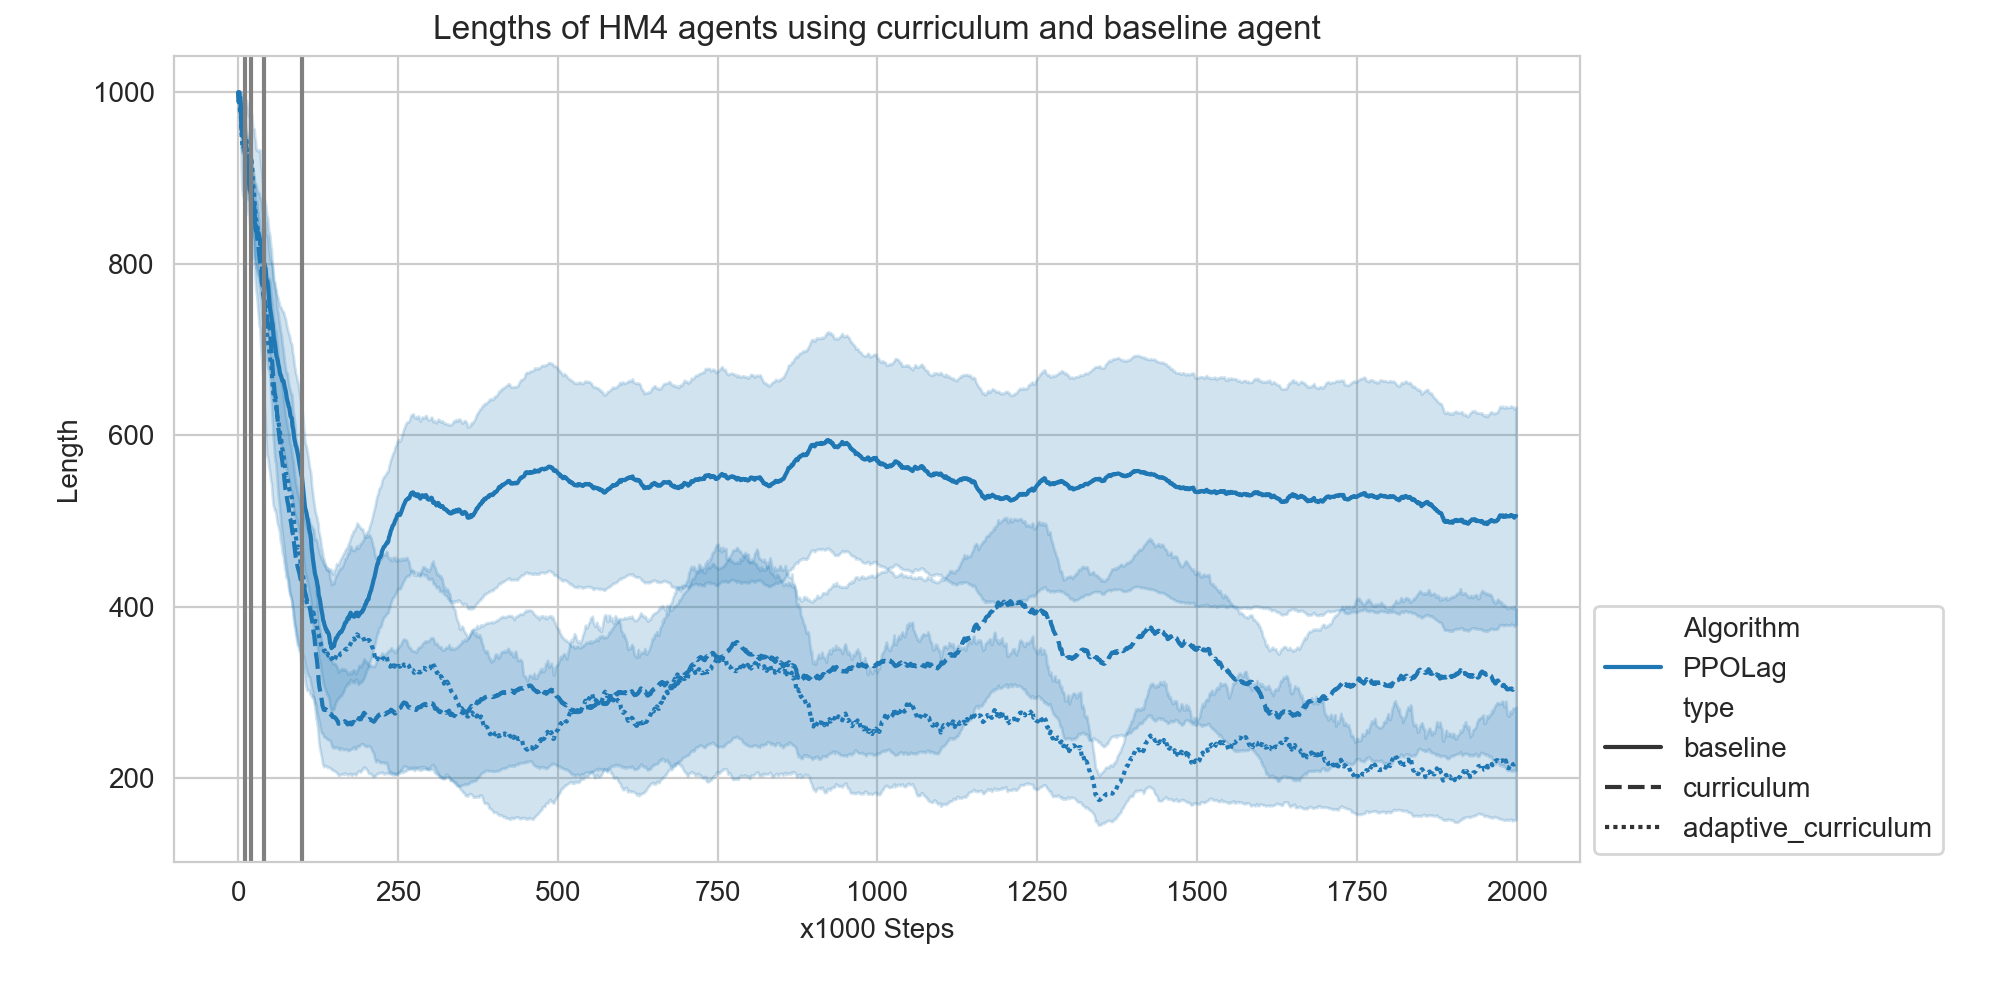 Lengths of HM4 agents using curriculum and baseline agent
1000
800
600
400
200
Length
0 250 500 750 1000 1250 1500 1750 2000
x1000 Steps
Algorithm
PPOLag
type
baseline
curriculum
adaptive_curriculum